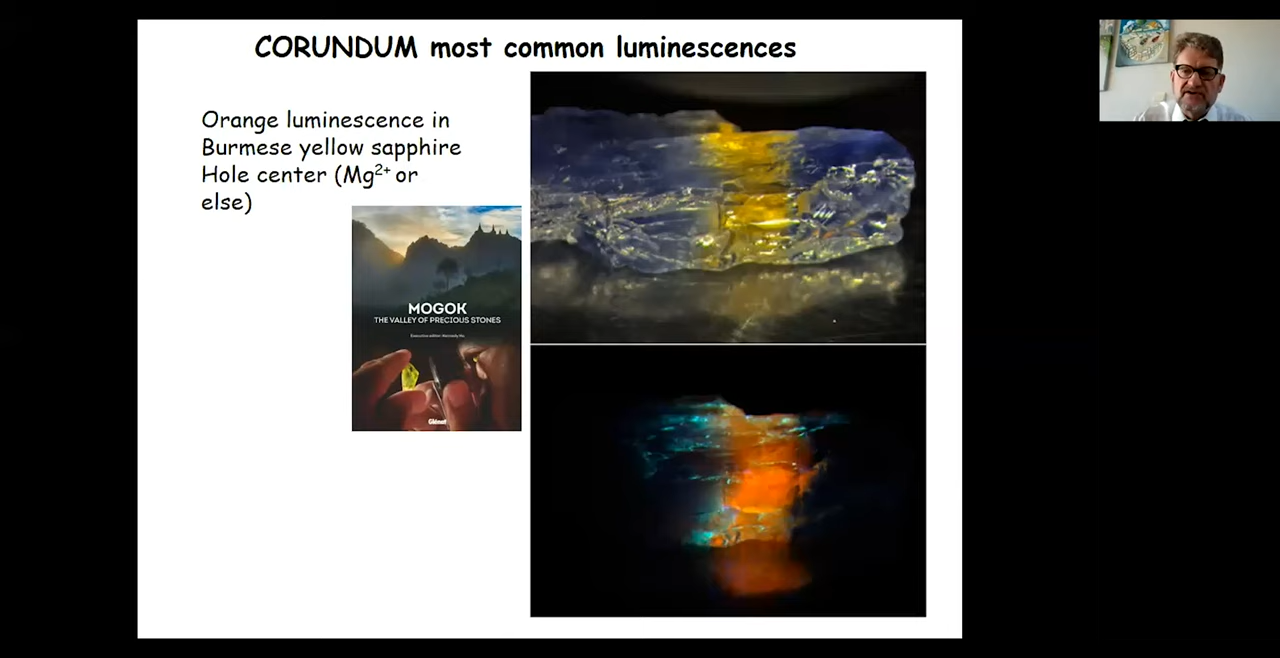 CORUNDUM most common luminescences
Orange luminescence in
Burmese yellow sapphire
Hole center (Mg²⁺ or
else)
MOGOK
THE VALLEY OF PRECIOUS STONES
Glénat